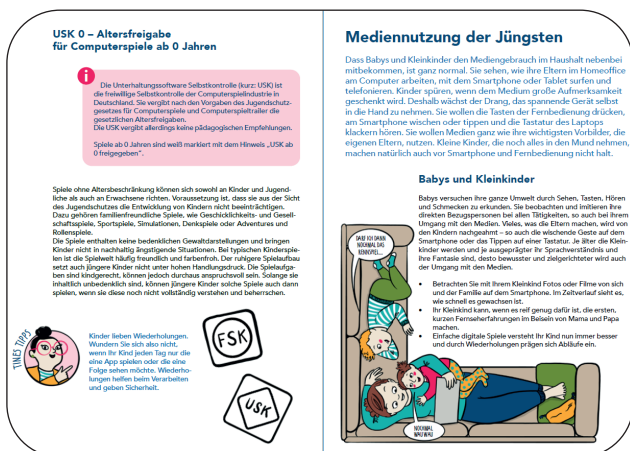 USK 0 – Altersfreigabe
für Computerspiele ab 0 Jahren
i
Die Unterhaltungssoftware Selbstkontrolle (kurz: USK) ist
die freiwillige Selbstkontrolle der Computerspielindustrie in
Deutschland. Sie vergibt nach den Vorgaben des Jugendschutz-
gesetzes für Computerspiele und Computerspieltrailer die
gesetzlichen Altersfreigaben.
Die USK vergibt allerdings keine pädagogischen Empfehlungen.
Spiele ab 0 Jahren sind weiß markiert mit dem Hinweis „USK ab
0 freigegeben“.
Spiele ohne Altersbeschränkung können sich sowohl an Kinder und Jugend-
liche als auch an Erwachsene richten. Voraussetzung ist, dass sie aus der Sicht
des Jugendschutzes die Entwicklung von Kindern nicht beeinträchtigen.
Dazu gehören familienfreundliche Spiele, wie Geschicklichkeits- und Gesell-
schaftsspiele, Sportspiele, Simulationen, Denkspiele oder Adventures und
Rollenspiele.
Die Spiele enthalten keine bedenklichen Gewaltdarstellungen und bringen
Kinder nicht in nachhaltig ängstigende Situationen. Bei typischen Kinderspie-
len ist die Spielwelt häufig freundlich und farbenfroh. Der ruhigere Spielaufbau
setzt auch jüngere Kinder nicht unter hohen Handlungsdruck. Die Spielaufga-
ben sind kindgerecht, können jedoch durchaus anspruchsvoll sein. Solange sie
inhaltlich unbedenklich sind, können jüngere Kinder solche Spiele auch dann
spielen, wenn sie diese noch nicht vollständig verstehen und beherrschen.
TINES TIPPS
Kinder lieben Wiederholungen.
Wundern Sie sich also nicht,
wenn Ihr Kind jeden Tag nur die
eine App spielen oder die eine
Folge sehen möchte. Wiederho-
lungen helfen beim Verarbeiten
und geben Sicherheit.
FSK
USK
Mediennutzung der Jüngsten
Dass Babys und Kleinkinder den Mediengebrauch im Haushalt nebenbei
mitbekommen, ist ganz normal. Sie sehen, wie ihre Eltern im Homeoffice
am Computer arbeiten, mit dem Smartphone oder Tablet surfen und
telefonieren. Kinder spüren, wenn dem Medium große Aufmerksamkeit
geschenkt wird. Deshalb wächst der Drang, das spannende Gerät selbst
in die Hand zu nehmen. Sie wollen die Tasten der Fernbedienung drücken,
am Smartphone wischen oder tippen und die Tastatur des Laptops
klackern hören. Sie wollen Medien ganz wie ihre wichtigsten Vorbilder, die
eigenen Eltern, nutzen. Kleine Kinder, die noch alles in den Mund nehmen,
machen natürlich auch vor Smartphone und Fernbedienung nicht halt.
Babys und Kleinkinder
Babys versuchen ihre ganze Umwelt durch Sehen, Tasten, Hören
und Schmecken zu erkunden. Sie beobachten und imitieren ihre
direkten Bezugspersonen bei allen Tätigkeiten, so auch bei ihrem
Umgang mit den Medien. Vieles, was die Eltern machen, wird von
den Kindern nachgeahmt – so auch die wischende Geste auf dem
Smartphone oder das Tippen auf einer Tastatur. Je älter die Klein-
kinder werden und je ausgeprägter ihr Sprachverständnis und
ihre Fantasie sind, desto bewusster und zielgerichteter wird auch
der Umgang mit den Medien.
• Betrachten Sie mit Ihrem Kleinkind Fotos oder Filme von sich
und der Familie auf dem Smartphone. Im Zeitverlauf sieht es,
wie schnell es gewachsen ist.
• Ihr Kleinkind kann, wenn es reif genug dafür ist, die ersten,
kurzen Fernseherfahrungen im Beisein von Mama und Papa
machen.
• Einfache digitale Spiele versteht Ihr Kind nun immer besser
und durch Wiederholungen prägen sich Abläufe ein.
DARF ICH DANN
NOCHMAL DAS
RENNSPIEL...
NOCHMAL
WAUWAU